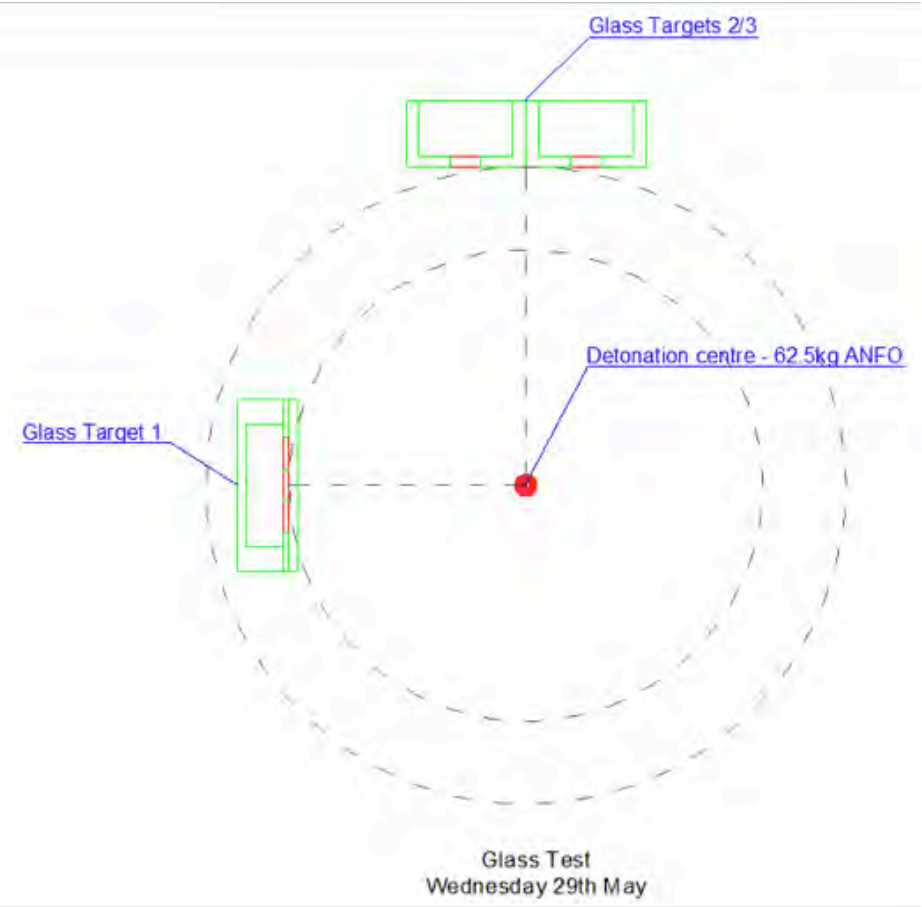 Glass Targets 2/3
Detonation centre - 62.5kg ANFO
Glass Target 1
Glass Test
Wednesday 29th May